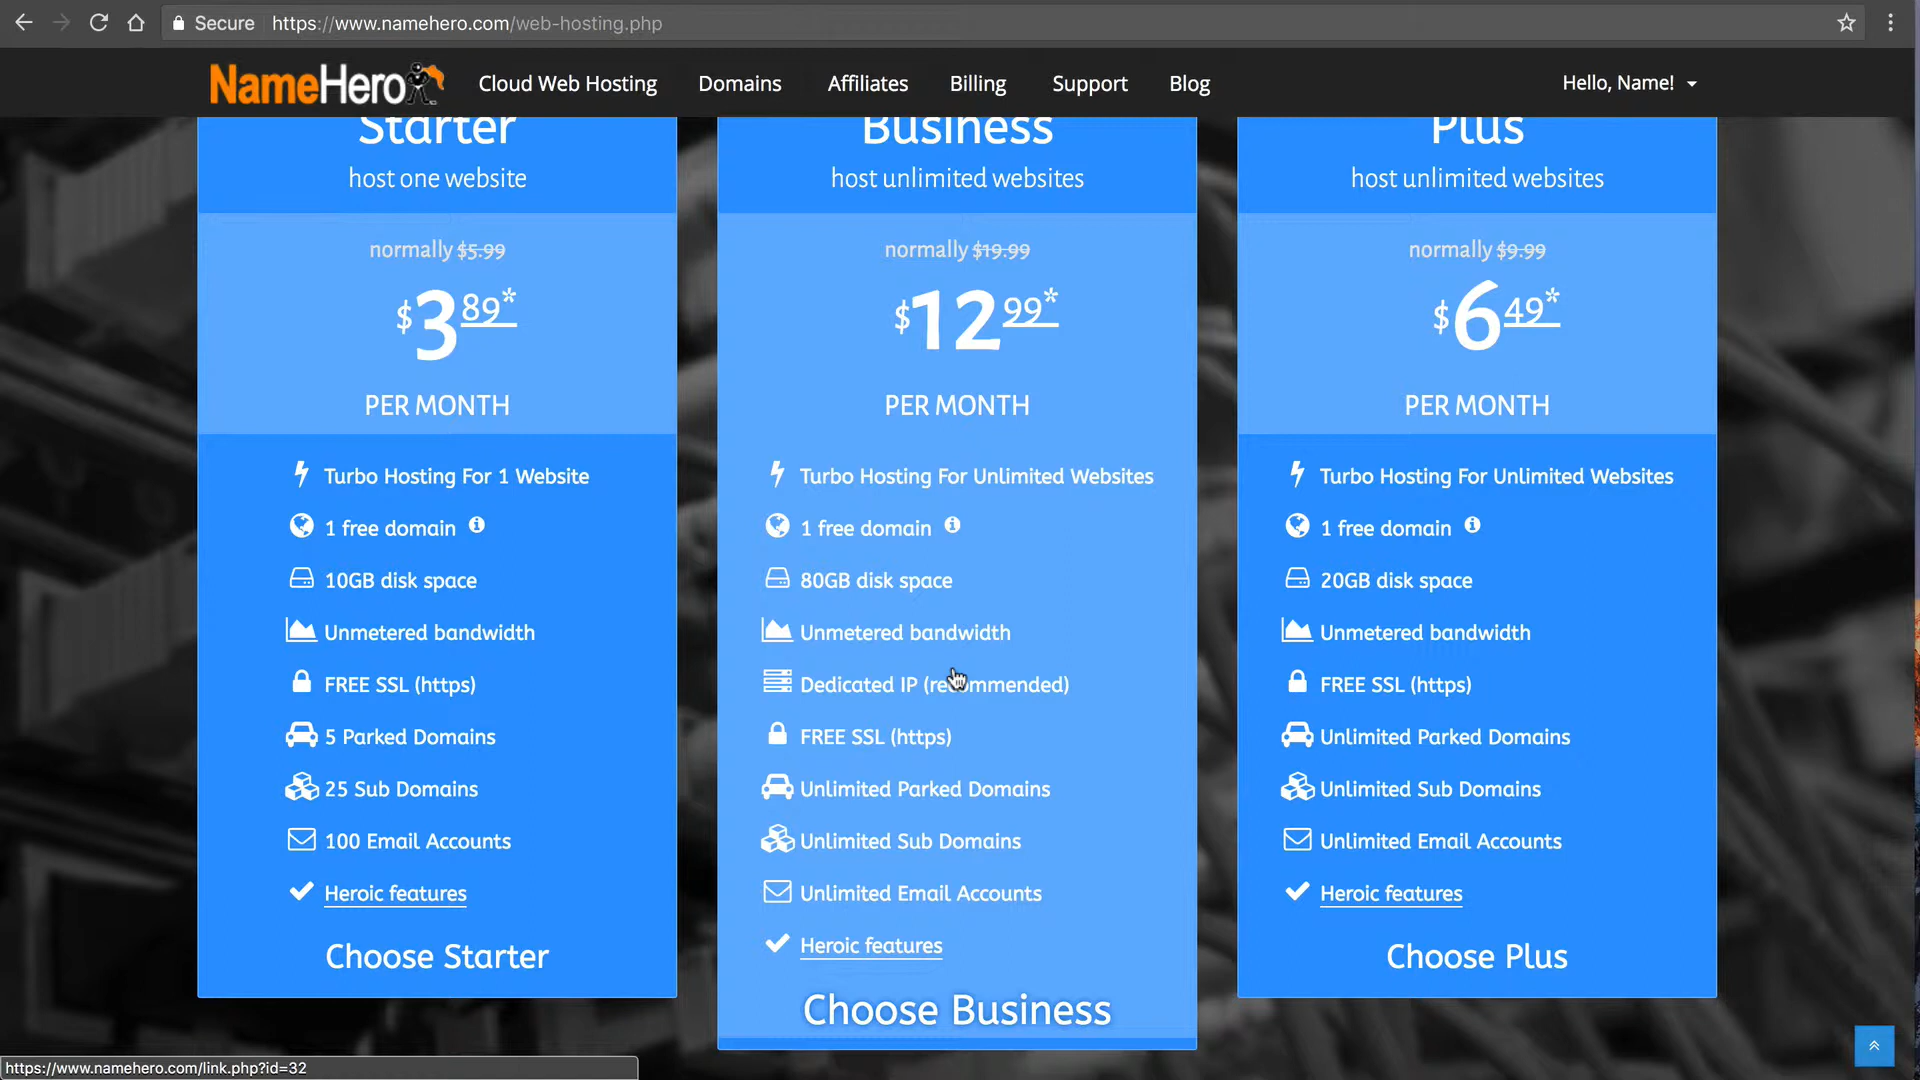 Secure https://www.namehero.com/web-hosting.php
NameHero Cloud Web Hosting Domains Affiliates Billing Support Blog Hello, Name!
Starter
host one website
normally $5.99
$3 89*
PER MONTH
Turbo Hosting For 1 Website
1 free domain
10GB disk space
Unmetered bandwidth
FREE SSL (https)
5 Parked Domains
25 Sub Domains
100 Email Accounts
Heroic features
Choose Starter
Business
host unlimited websites
normally $19.99
$12 99*
PER MONTH
Turbo Hosting For Unlimited Websites
1 free domain
80GB disk space
Unmetered bandwidth
Dedicated IP (recommended)
FREE SSL (https)
Unlimited Parked Domains
Unlimited Sub Domains
Unlimited Email Accounts
Heroic features
Choose Business
Plus
host unlimited websites
normally $9.99
$6 49*
PER MONTH
Turbo Hosting For Unlimited Websites
1 free domain
20GB disk space
Unmetered bandwidth
FREE SSL (https)
Unlimited Parked Domains
Unlimited Sub Domains
Unlimited Email Accounts
Heroic features
Choose Plus
https://www.namehero.com/link.php?id=32